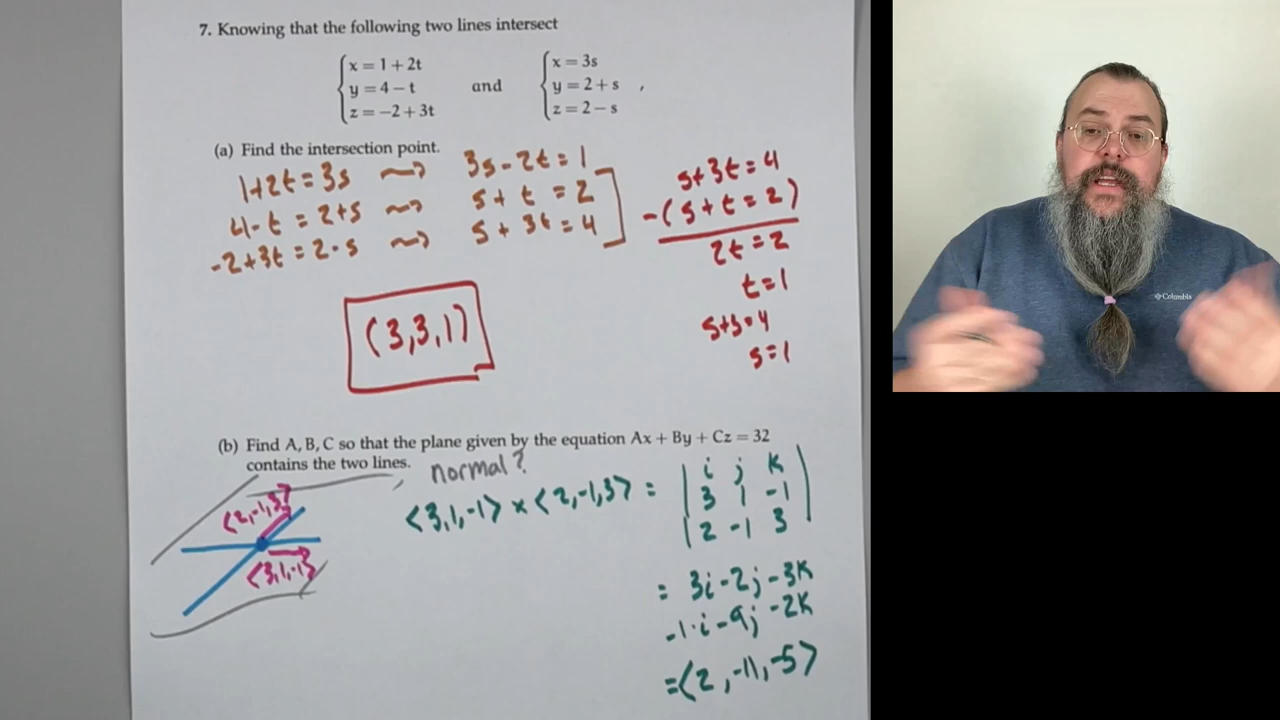 7. Knowing that the following two lines intersect
x = 1 + 2t
y = 4 − t
z = −2 + 3t
and
x = 3s
y = 2 + s ,
z = 2 − s
(a) Find the intersection point.
1+2t = 3s ⇝ 3s-2t = 1
4-t = 2+s ⇝ s + t = 2
-2+3t = 2-s ⇝ s + 3t = 4
s+3t=4
-(s+t=2)
2t=2
t=1
s+3=4
s=1
(3,3,1)
(b) Find A, B, C so that the plane given by the equation Ax + By + Cz = 32
contains the two lines.
normal?
<2,-1,3>
<3,1,-1>
<3,1,-1> × <2,-1,3> = | i j k |
| 3 1 -1 |
| 2 -1 3 |
= 3i-2j-3k
-1·i-9j-2k
=<2,-11,-5>
Columbia